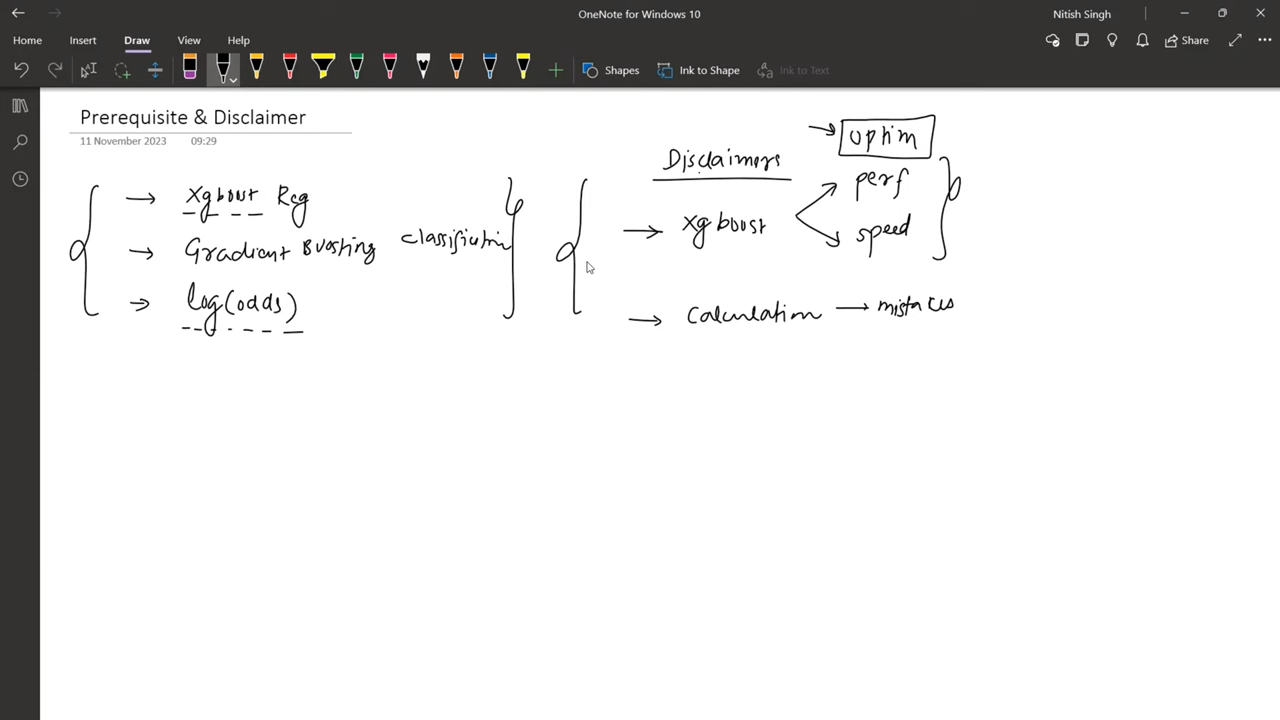 OneNote for Windows 10
Nitish Singh
Home Insert Draw View Help
Share
Shapes
Ink to Shape
Ink to Text
Prerequisite & Disclaimer
11 November 2023 09:29
→ Xgboost Reg
→ Gradient Boosting Classification
→ log(odds)
Disclaimers
→ optim
→ Xgboost
perf
speed
→ Calculation → mistakes